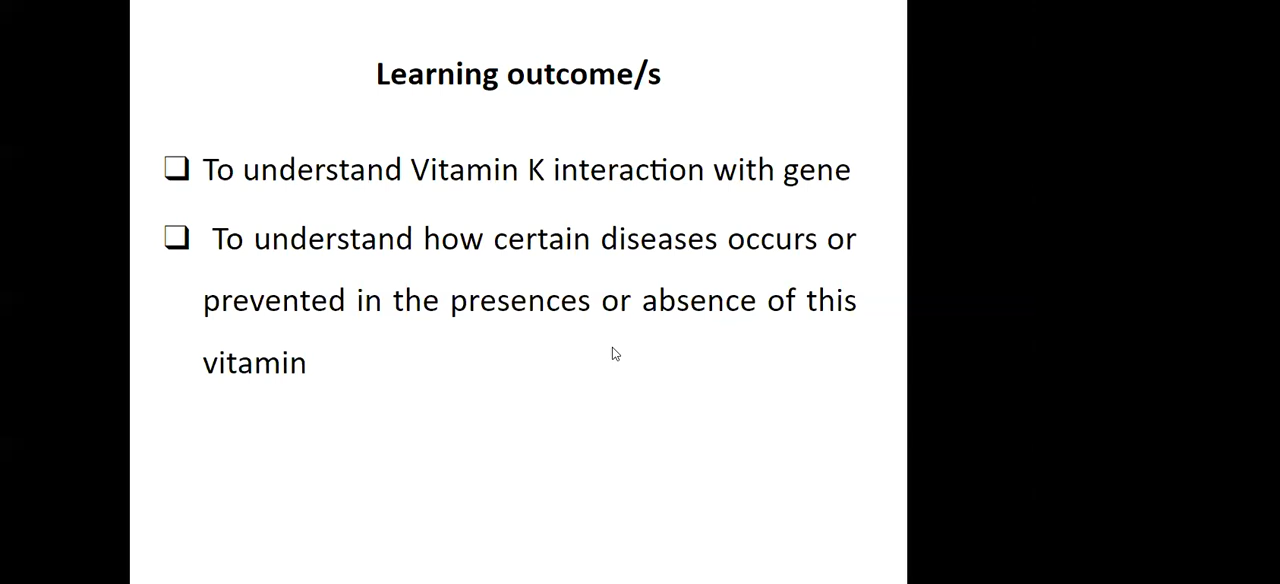 Learning outcome/s
❑ To understand Vitamin K interaction with gene
❑ To understand how certain diseases occurs or
prevented in the presences or absence of this
vitamin